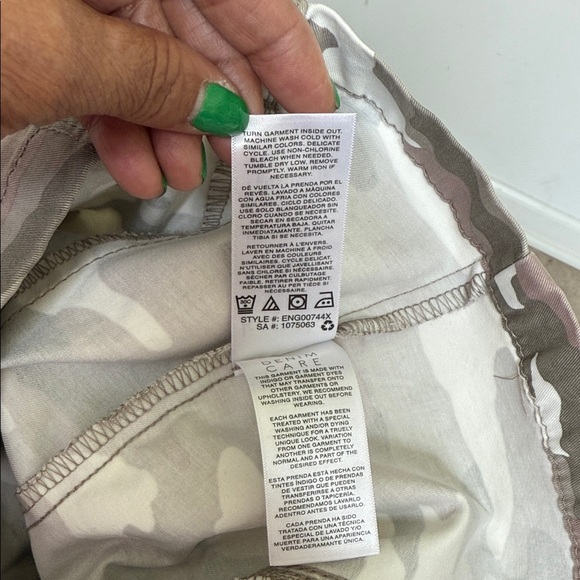 TURN GARMENT INSIDE OUT.
MACHINE WASH COLD WITH
SIMILAR COLORS. DELICATE
CYCLE. USE NON-CHLORINE
BLEACH WHEN NEEDED.
TUMBLE DRY LOW. REMOVE
PROMPTLY. WARM IRON IF
NECESSARY.
DÉ VUELTA LA PRENDA POR EL
REVÉS. LAVADO A MÁQUINA
CON AGUA FRIA CON COLORES
SIMILARES. CICLO DELICADO.
USE SOLO BLANQUEADOR SIN
CLORO CUANDO SE NECESITE.
SECAR EN SECADORA A
TEMPERATURA BAJA. QUITAR
INMEDIATAMENTE. PLANCHA
TIBIA SI SE NECESITA.
RETOURNER À L'ENVERS.
LAVER EN MACHINE À FROID
AVEC DES COULEURS
SIMILAIRES. CYCLE DELICAT.
N'UTILISER QUE JAVELLISANT
SANS CHLORE SI NÉCESSAIRE.
SÉCHER PAR CULBUTAGE
FAIBLE. RETIRER RAPIDEMENT.
REPASSER AU FER TIÈDE SI
NÉCESSAIRE.
30C
STYLE #: ENG00744X
SA #: 1075063
DENIM
CARE
THIS GARMENT IS MADE WITH
INDIGO OR GARMENT DYES
THAT MAY TRANSFER ONTO
OTHER GARMENTS OR
UPHOLSTERY. WE RECOMMEND
WASHING INSIDE OUT BEFORE
WEARING.
EACH GARMENT HAS BEEN
TREATED WITH A SPECIAL
WASHING AND/OR DYING
TECHNIQUE FOR A TRUELY
UNIQUE LOOK. VARIATION
FROM ONE GARMENT TO
ANOTHER IS COMPLETELY
NORMAL AND A PART OF THE
DESIRED EFFECT.
ESTA PRENDA ESTÁ HECHA CON
TINTES ÍNDIGO O DE PRENDAS
DE VESTIR QUE PUEDEN
TRANSFERIRSE A OTRAS
PRENDAS O TAPICERÍA.
RECOMENDAMOS LAVARLO
ADENTRO ANTES DE USARLO.
CADA PRENDA HA SIDO
TRATADA CON UNA TÉCNICA
ESPECIAL DE LAVADO Y/O
MUERTE PARA UNA APARIENCIA
VERDADERAMENTE ÚNICA.